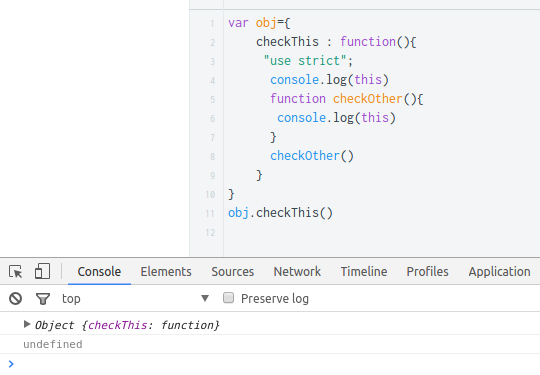 1 var obj={
2 checkThis : function(){
3 "use strict";
4 console.log(this)
5 function checkOther(){
6 console.log(this)
7 }
8 checkOther()
9 }
10 }
11 obj.checkThis()
12
Console Elements Sources Network Timeline Profiles Application
top Preserve log
Object {checkThis: function}
undefined